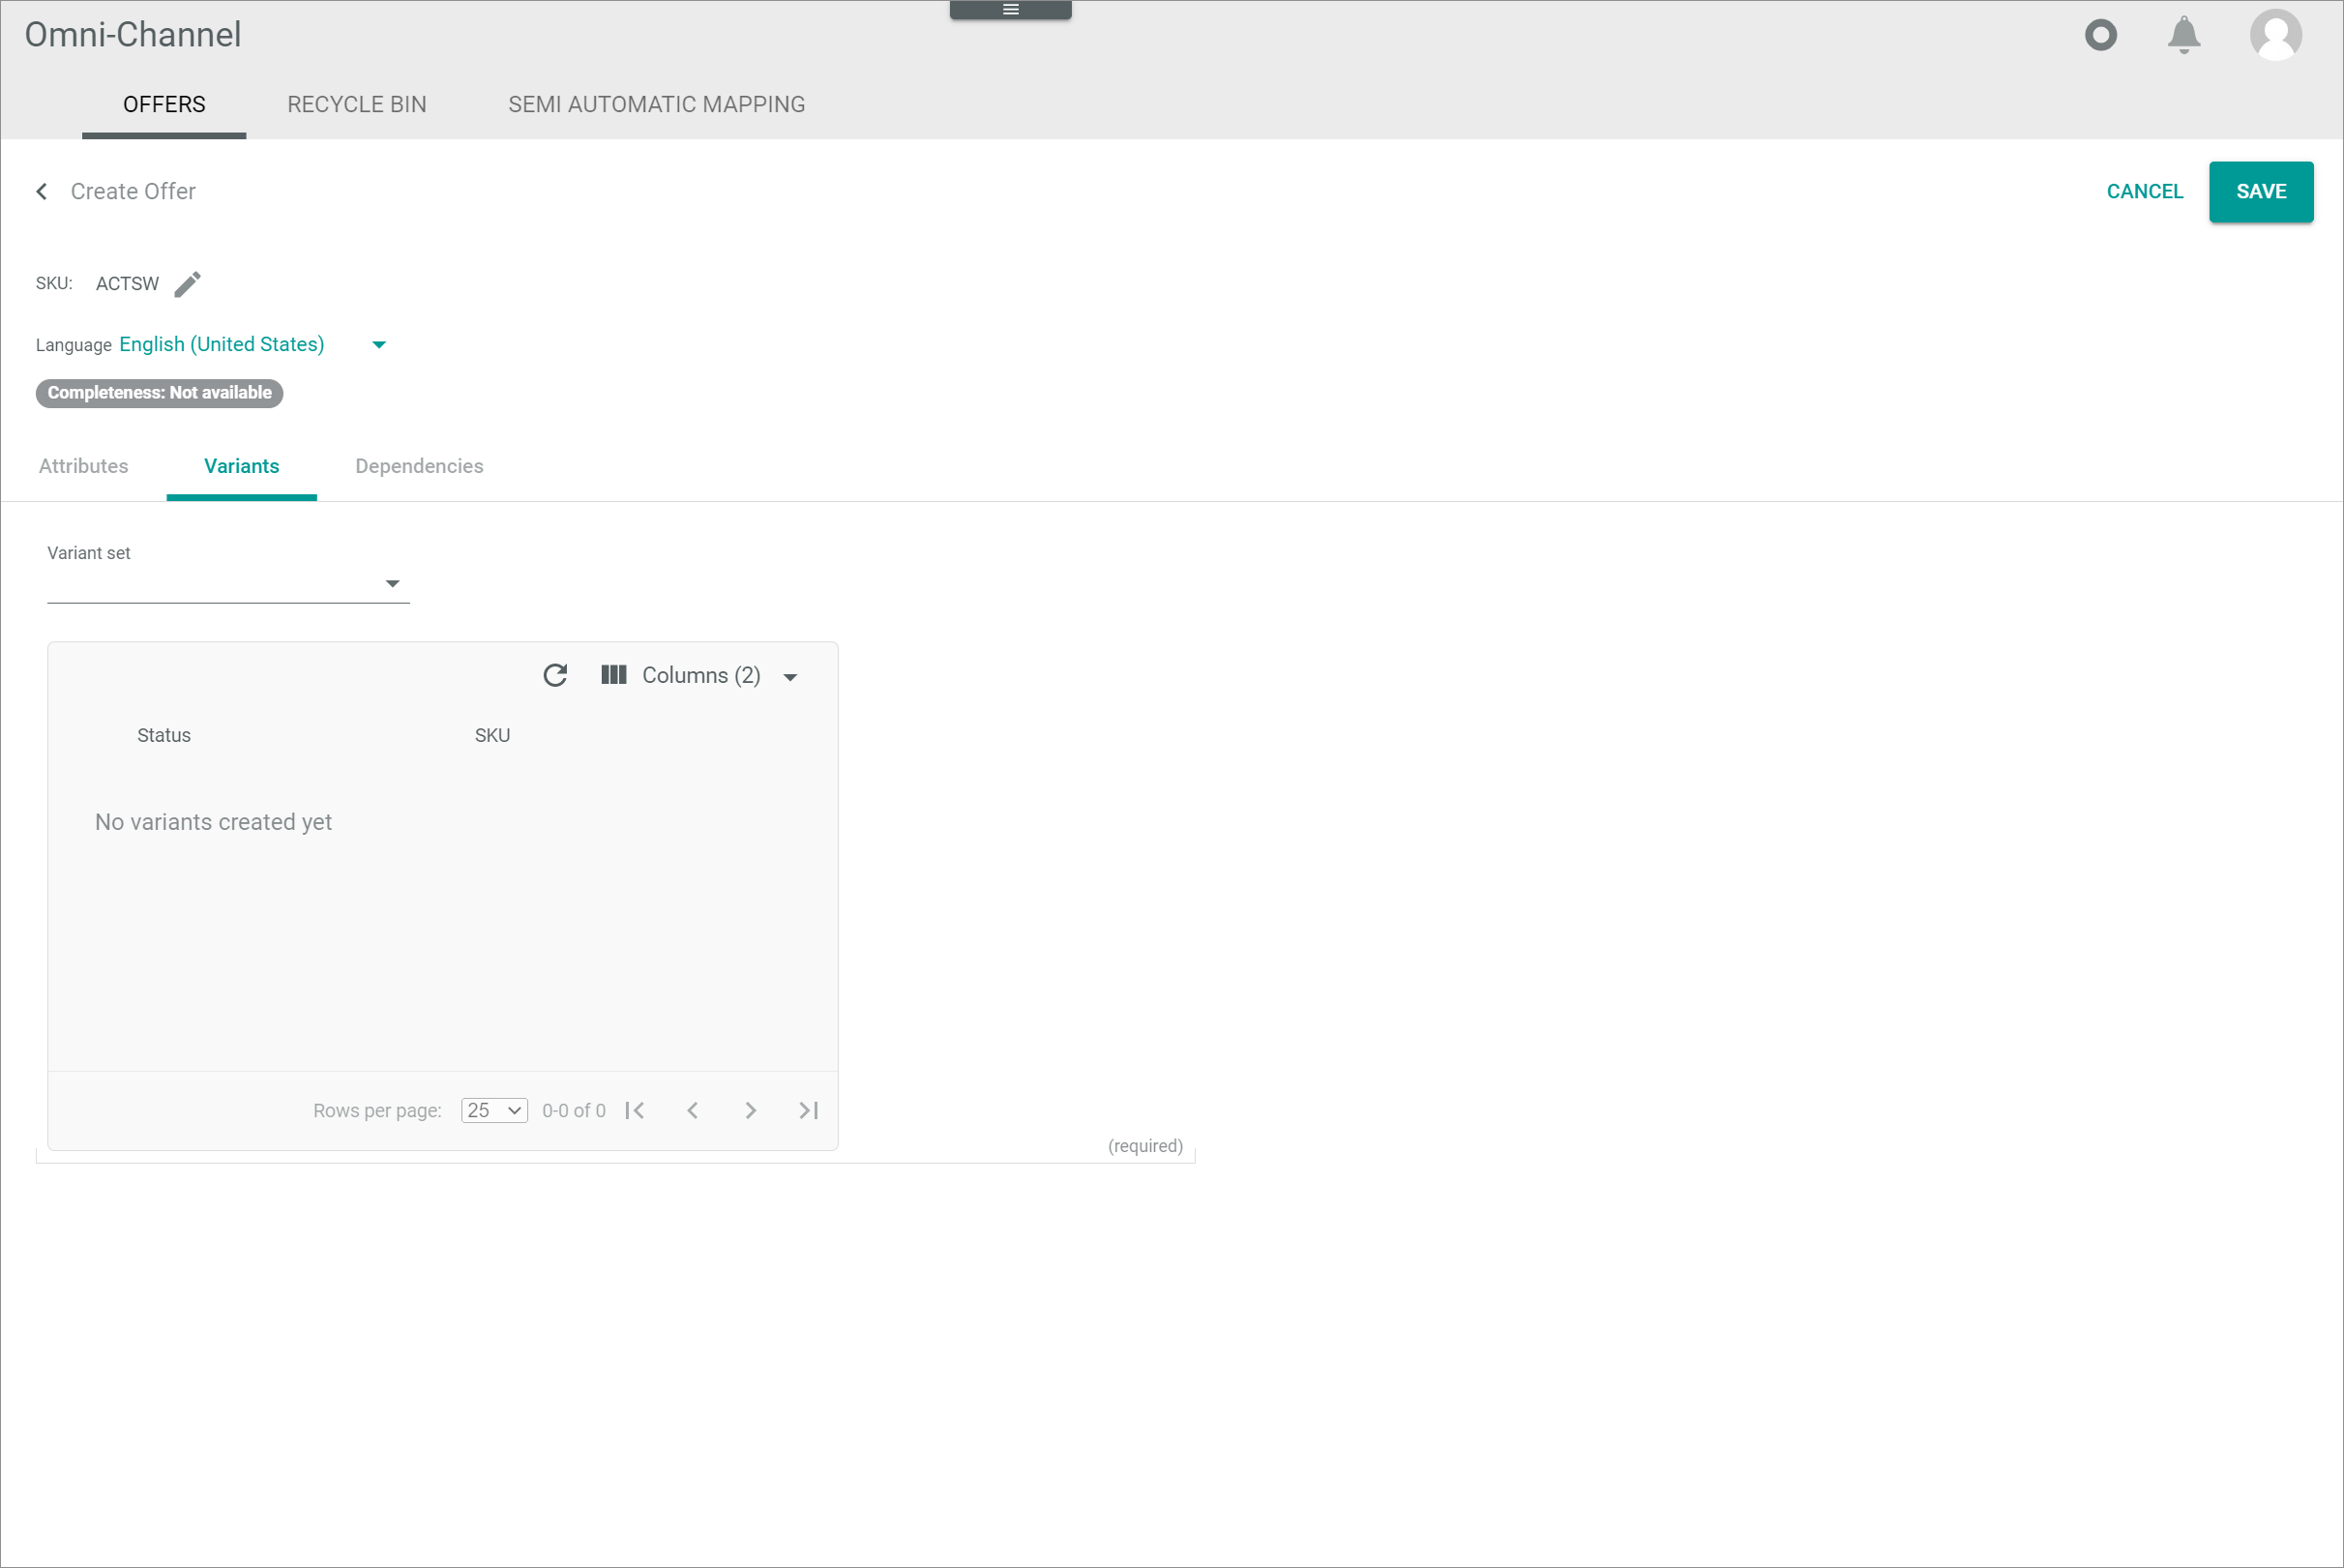 Omni-Channel
OFFERS RECYCLE BIN SEMI AUTOMATIC MAPPING
Create Offer CANCEL SAVE
SKU: ACTSW
Language English (United States)
Completeness: Not available
Attributes Variants Dependencies
Variant set
Columns (2)
Status SKU
No variants created yet
Rows per page: 25 0-0 of 0
(required)